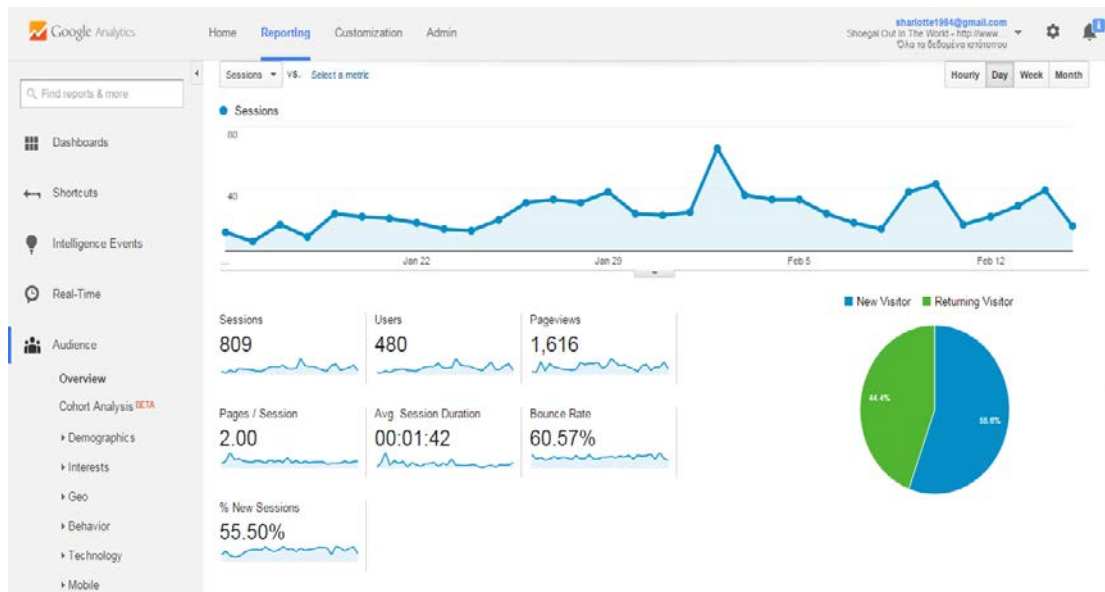 Google Analytics
Home Reporting Customization Admin
sharlotte1984@gmail.com
Shoegal Out In The World - http://www...
Όλα τα δεδομένα ιστότοπου
1
Find reports & more
Sessions VS. Select a metric
Hourly Day Week Month
Sessions
80
40
... Jan 22 Jan 29 Feb 5 Feb 12
Dashboards
Shortcuts
Intelligence Events
Real-Time
Audience
Overview
Cohort Analysis BETA
Demographics
Interests
Geo
Behavior
Technology
Mobile
Sessions
809
Users
480
Pageviews
1,616
Pages / Session
2.00
Avg. Session Duration
00:01:42
Bounce Rate
60.57%
% New Sessions
55.50%
New Visitor Returning Visitor
44.4%
55.6%